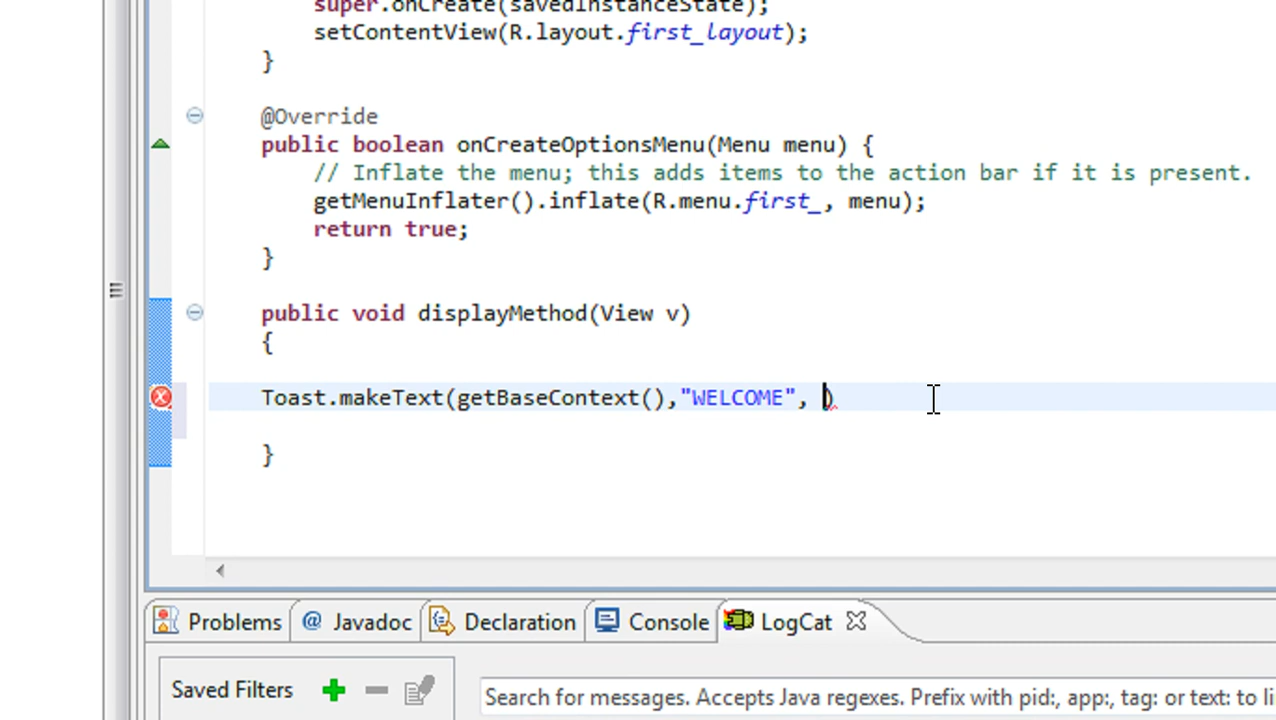 super.onCreate(savedInstanceState);
setContentView(R.layout.first_layout);
}
@Override
public boolean onCreateOptionsMenu(Menu menu) {
// Inflate the menu; this adds items to the action bar if it is present.
getMenuInflater().inflate(R.menu.first_, menu);
return true;
}
public void displayMethod(View v)
{
Toast.makeText(getBaseContext(),"WELCOME", )
}
Problems @ Javadoc Declaration Console LogCat
Saved Filters
Search for messages. Accepts Java regexes. Prefix with pid:, app:, tag: or text: to li